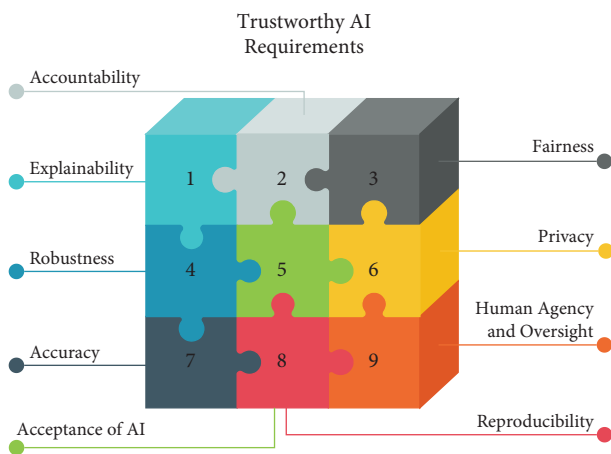 Trustworthy AI
Requirements
Accountability
Explainability
Fairness
1
2
3
Robustness
Privacy
4
5
6
Human Agency
and Oversight
Accuracy
7
8
9
Acceptance of AI
Reproducibility